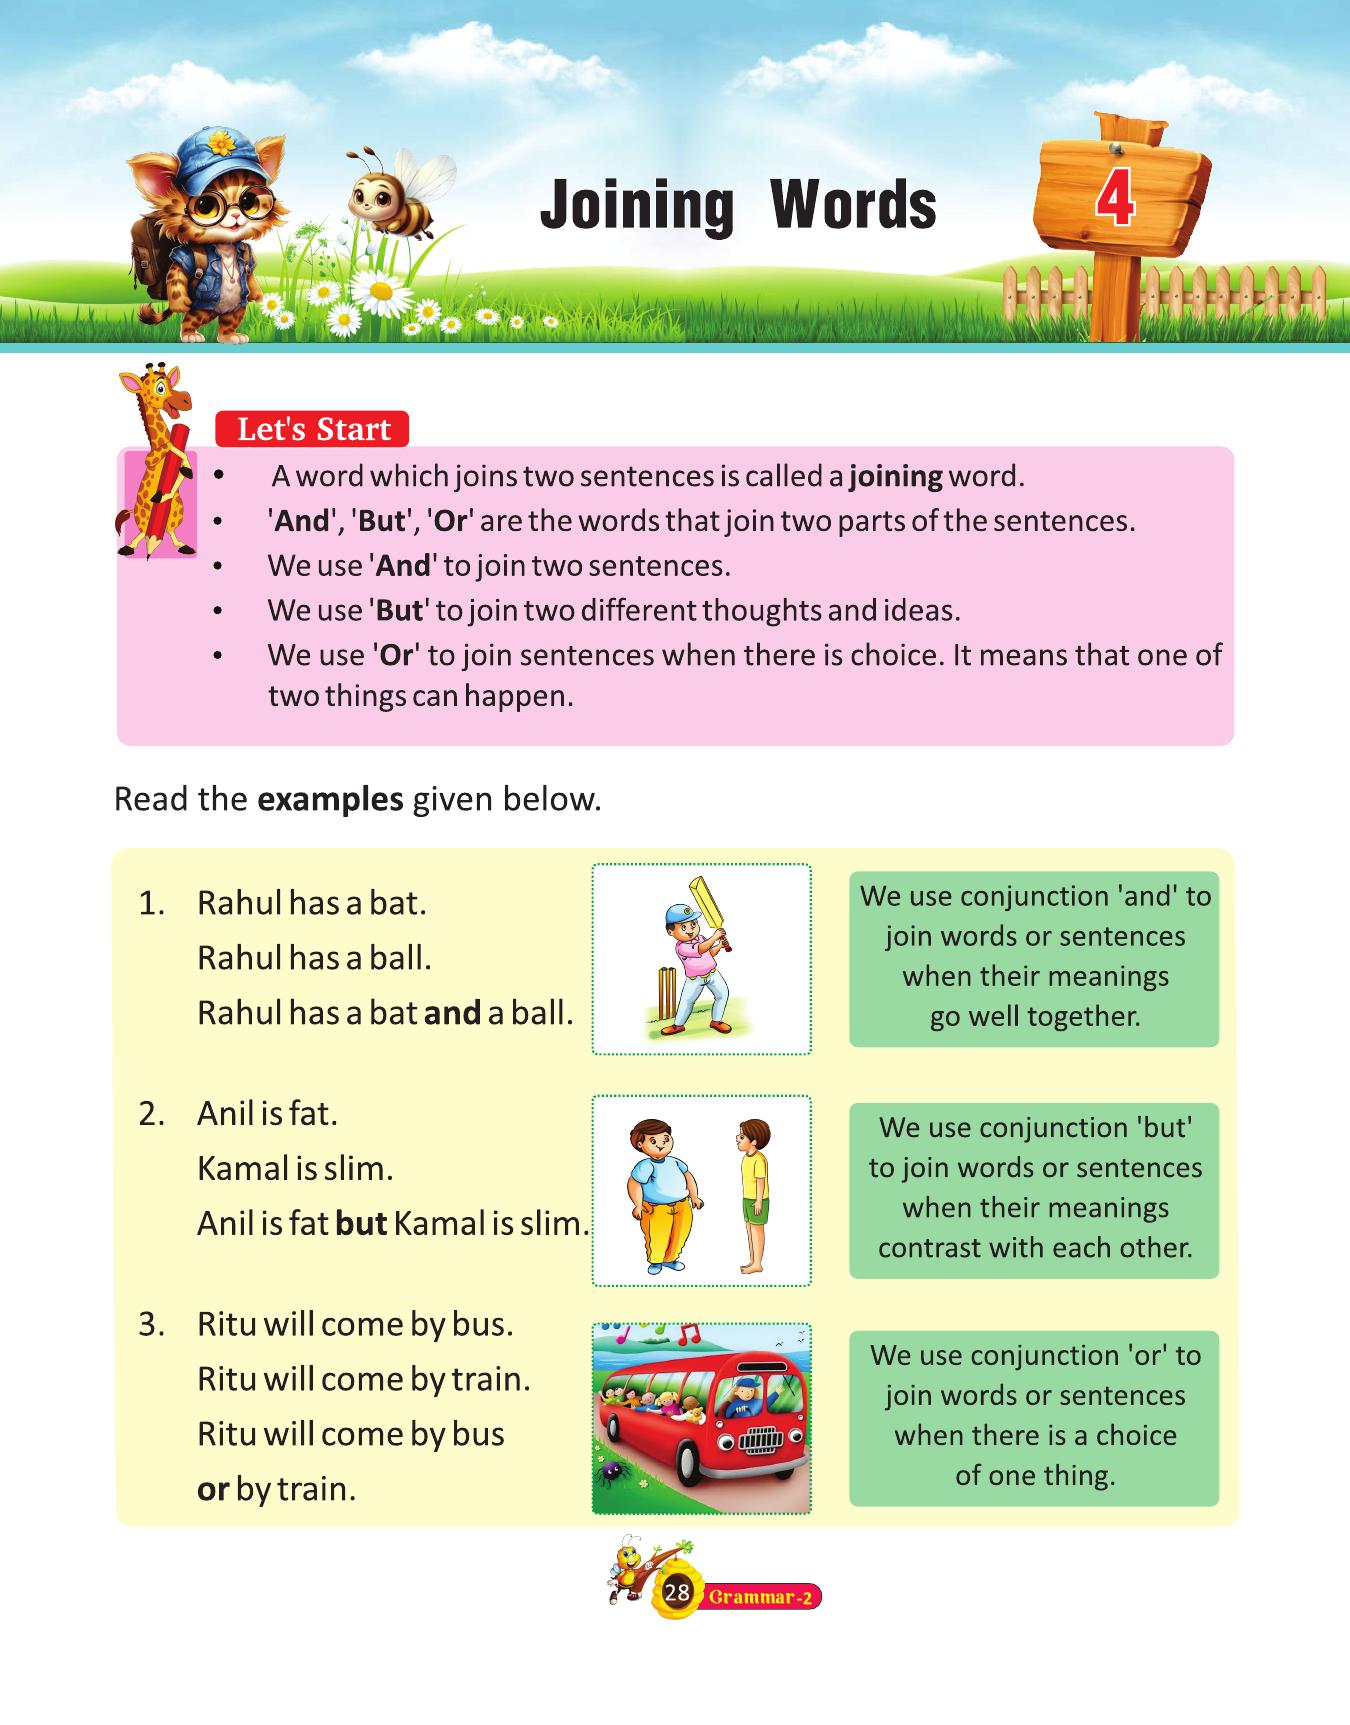 Joining Words
4
Let's Start
• A word which joins two sentences is called a joining word.
• 'And', 'But', 'Or' are the words that join two parts of the sentences.
• We use 'And' to join two sentences.
• We use 'But' to join two different thoughts and ideas.
• We use 'Or' to join sentences when there is choice. It means that one of
two things can happen.
Read the examples given below.
1. Rahul has a bat.
Rahul has a ball.
Rahul has a bat and a ball.
We use conjunction 'and' to
join words or sentences
when their meanings
go well together.
2. Anil is fat.
Kamal is slim.
Anil is fat but Kamal is slim.
We use conjunction 'but'
to join words or sentences
when their meanings
contrast with each other.
3. Ritu will come by bus.
Ritu will come by train.
Ritu will come by bus
or by train.
We use conjunction 'or' to
join words or sentences
when there is a choice
of one thing.
28 Grammar-2